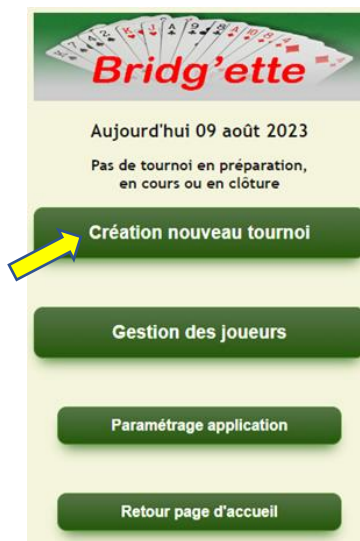 Bridg'ette
Aujourd'hui 09 août 2023
Pas de tournoi en préparation,
en cours ou en clôture
Création nouveau tournoi
Gestion des joueurs
Paramétrage application
Retour page d'accueil